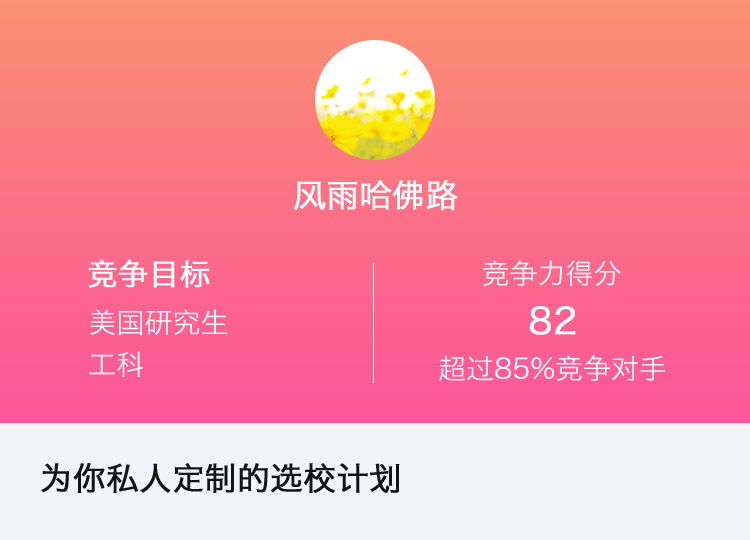 风雨哈佛路
竞争目标
美国研究生
工科
竞争力得分
82
超过85%竞争对手
为你私人定制的选校计划